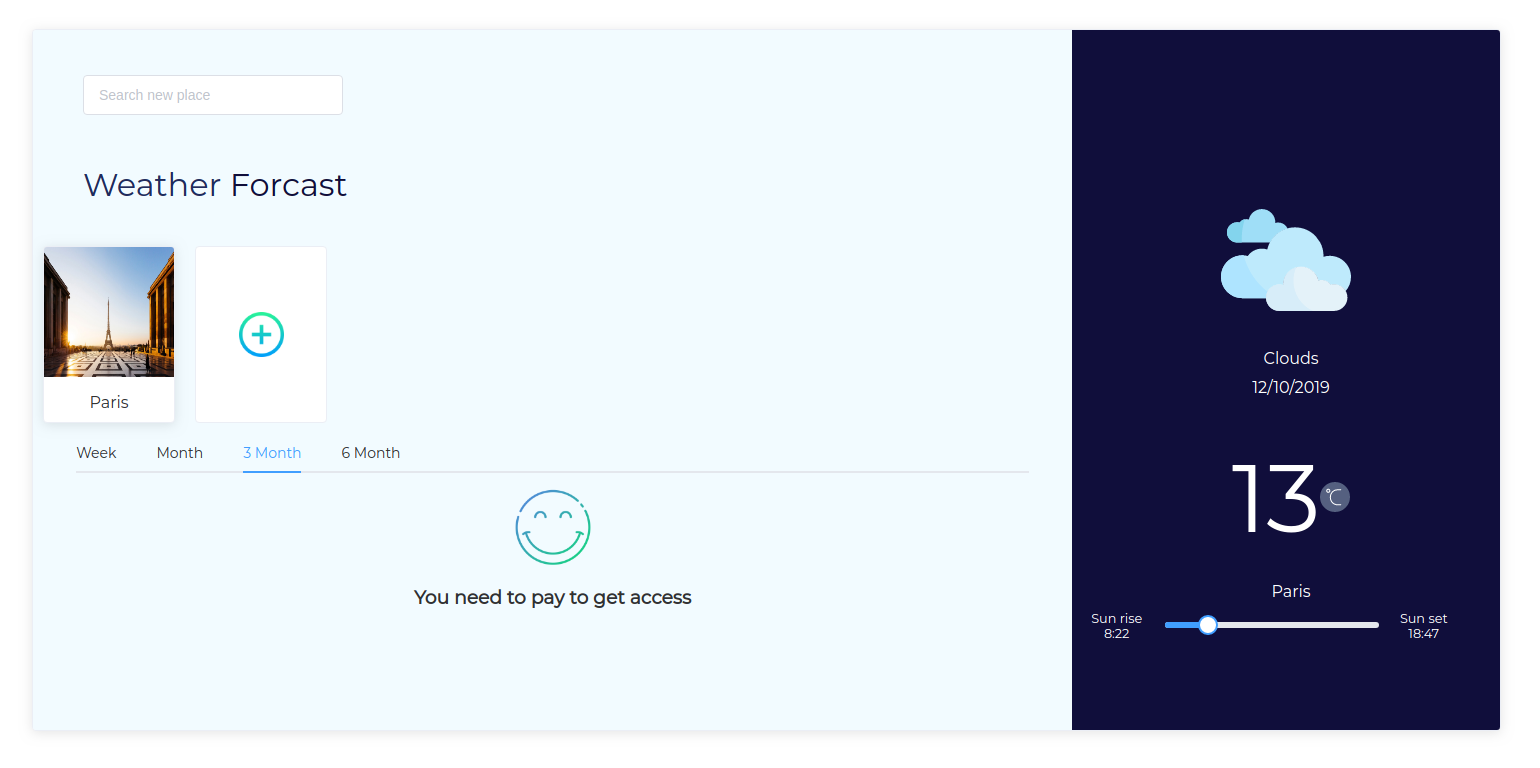 Search new place
Weather Forcast
Paris
Week Month 3 Month 6 Month
You need to pay to get access
Clouds
12/10/2019
13 °C
Paris
Sun rise
8:22
Sun set
18:47